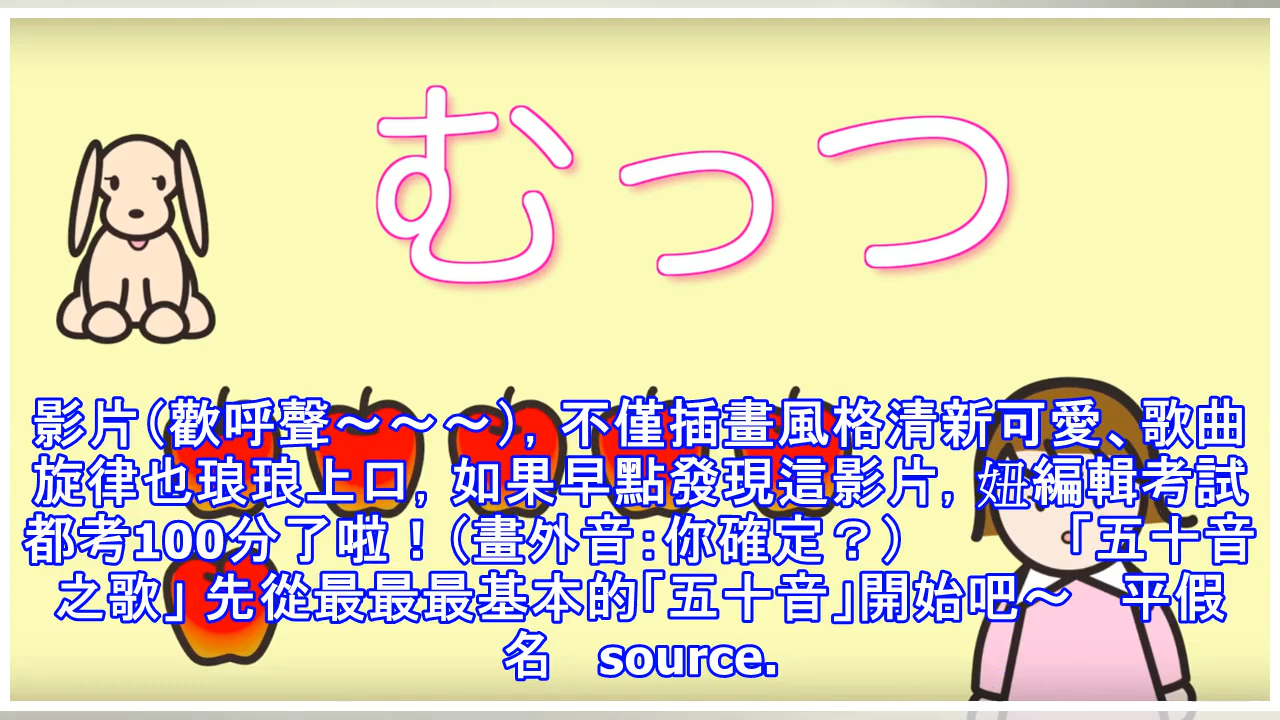 むっつ
影片(歡呼聲～～～), 不僅插畫風格清新可愛、歌曲
旋律也琅琅上口, 如果早點發現這影片, 妞編輯考試
都考100分了啦！(畫外音:你確定？)　　　「五十音
之歌」先從最最最基本的「五十音」開始吧～　平假
名　source.